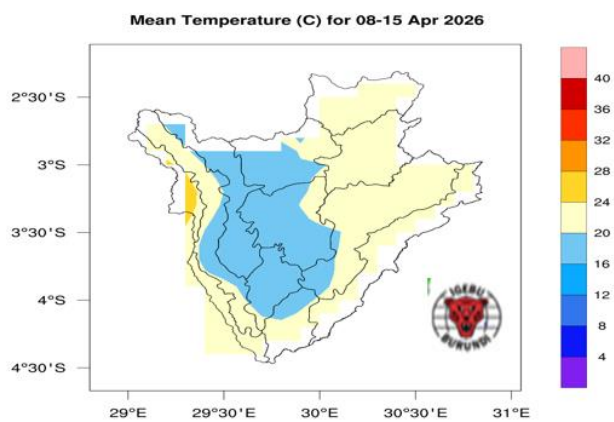 Mean Temperature (C) for 08-15 Apr 2026
2°30'S
3°S
3°30'S
4°S
4°30'S
29°E
29°30'E
30°E
30°30'E
31°E
40
36
32
28
24
20
16
12
8
4
IGEBU
BURUNDI